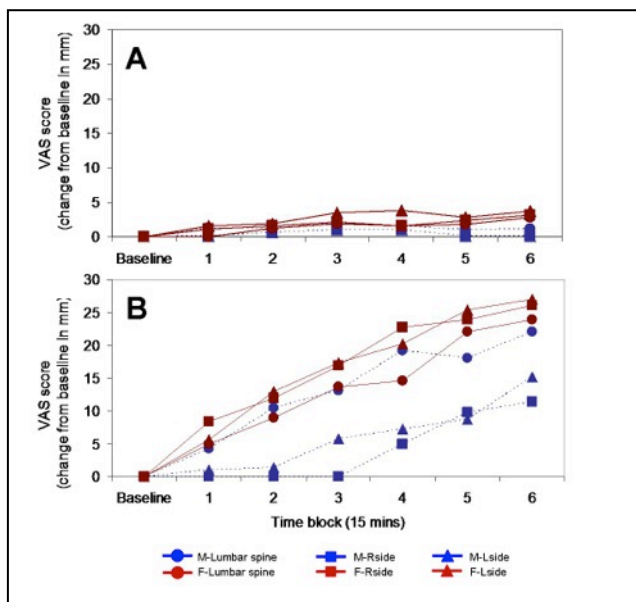 A
VAS score
(change from baseline in mm)
30
25
20
15
10
5
0
Baseline 1 2 3 4 5 6
B
VAS score
(change from baseline in mm)
30
25
20
15
10
5
0
Baseline 1 2 3 4 5 6
Time block (15 mins)
M-Lumbar spine M-Rside M-Lside
F-Lumbar spine F-Rside F-Lside